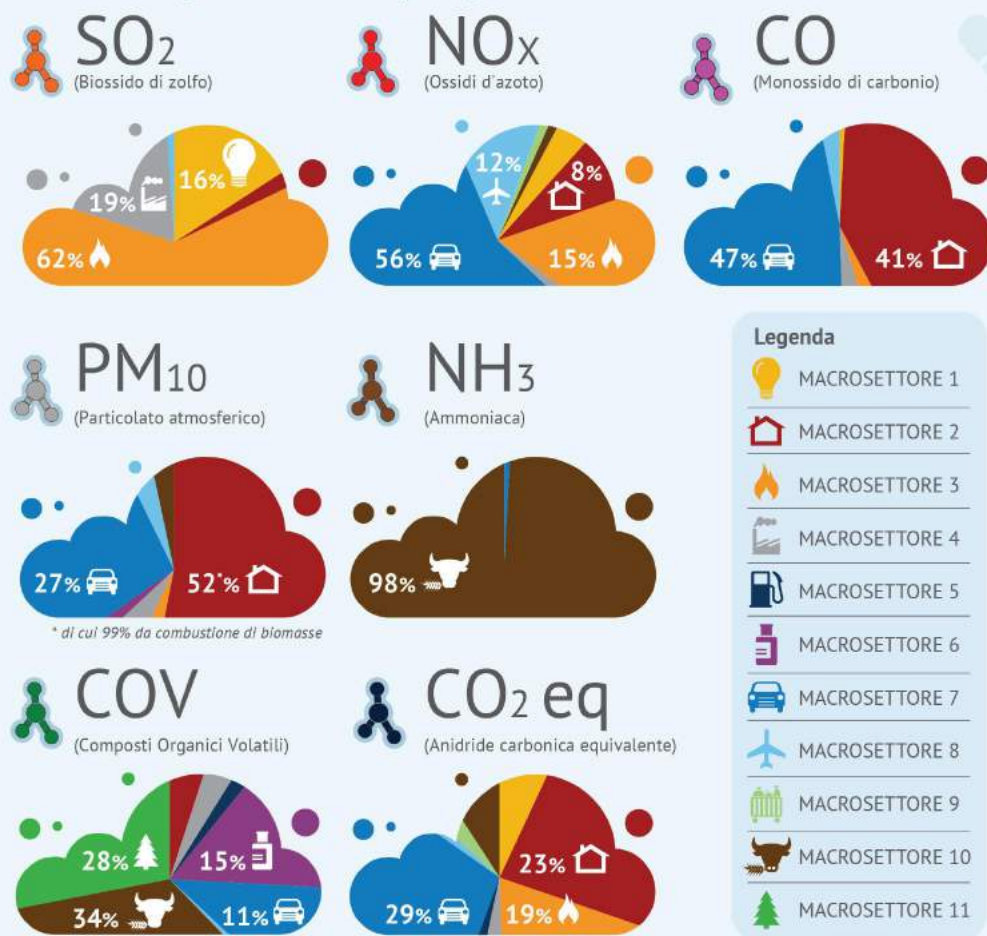 SO2
(Biossido di zolfo)
16%
19%
62%
NOX
(Ossidi d'azoto)
12%
8%
56%
15%
CO
(Monossido di carbonio)
47%
41%
PM10
(Particolato atmosferico)
27%
52*%
* di cui 99% da combustione di biomasse
NH3
(Ammoniaca)
98%
COV
(Composti Organici Volatili)
28%
15%
34%
11%
CO2 eq
(Anidride carbonica equivalente)
23%
29%
19%
Legenda
MACROSETTORE 1
MACROSETTORE 2
MACROSETTORE 3
MACROSETTORE 4
MACROSETTORE 5
MACROSETTORE 6
MACROSETTORE 7
MACROSETTORE 8
MACROSETTORE 9
MACROSETTORE 10
MACROSETTORE 11